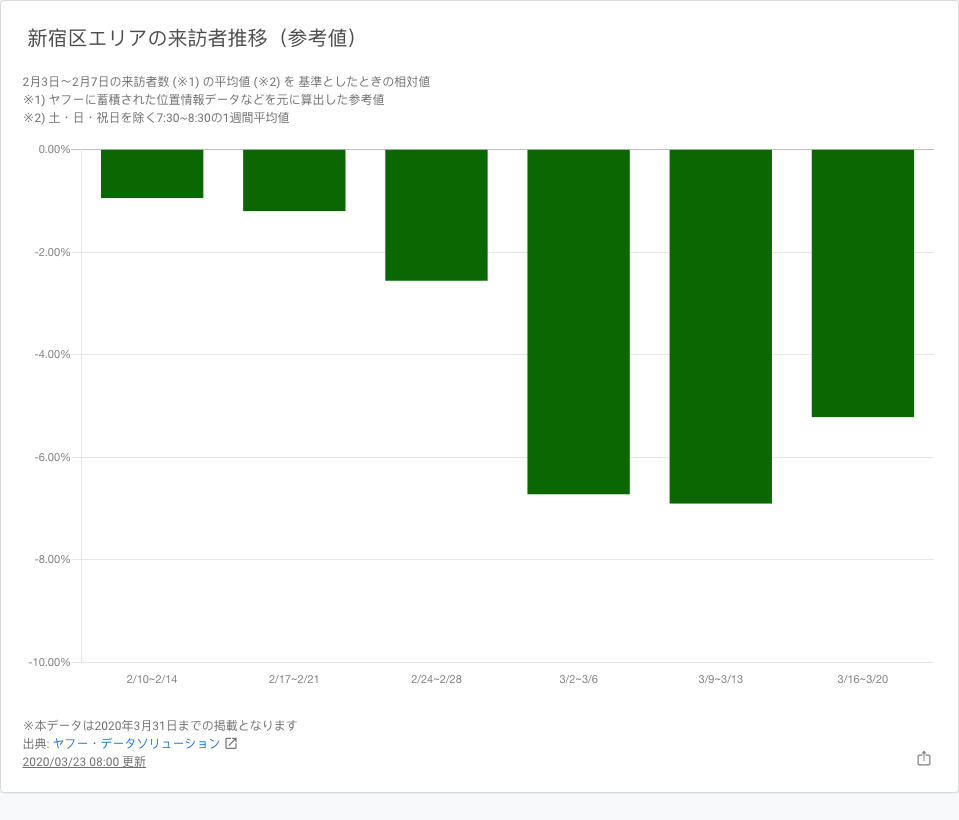 新宿区エリアの来訪者推移（参考値）
2月3日〜2月7日の来訪者数 (※1) の平均値 (※2) を 基準としたときの相対値
※1) ヤフーに蓄積された位置情報データなどを元に算出した参考値
※2) 土・日・祝日を除く7:30~8:30の1週間平均値
0.00%
-2.00%
-4.00%
-6.00%
-8.00%
-10.00%
2/10~2/14 2/17~2/21 2/24~2/28 3/2~3/6 3/9~3/13 3/16~3/20
※本データは2020年3月31日までの掲載となります
出典: ヤフー・データソリューション
2020/03/23 08:00 更新